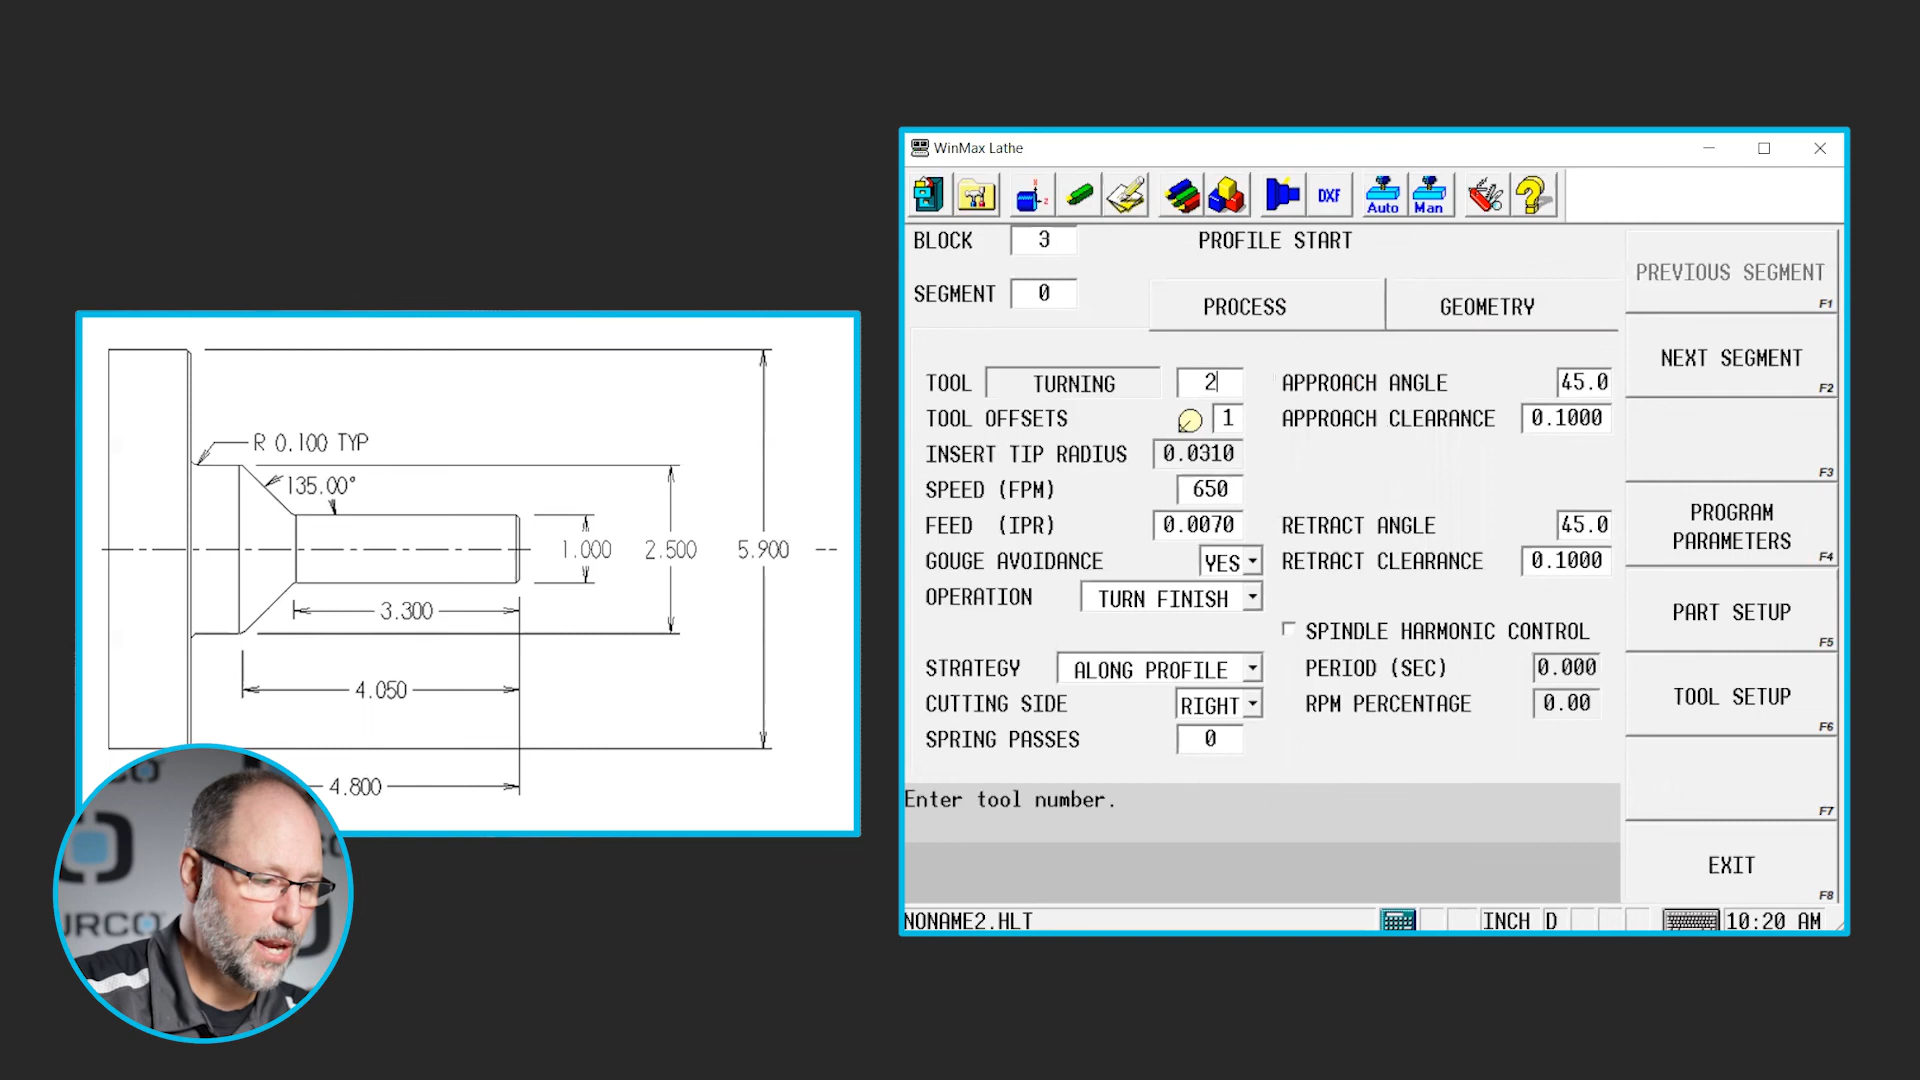 WinMax Lathe
DXF
Auto
Man
BLOCK 3 PROFILE START
SEGMENT 0
PROCESS GEOMETRY
TOOL TURNING 2 APPROACH ANGLE 45.0
TOOL OFFSETS 1 APPROACH CLEARANCE 0.1000
INSERT TIP RADIUS 0.0310
SPEED (FPM) 650
FEED (IPR) 0.0070 RETRACT ANGLE 45.0
GOUGE AVOIDANCE YES RETRACT CLEARANCE 0.1000
OPERATION TURN FINISH
SPINDLE HARMONIC CONTROL
STRATEGY ALONG PROFILE PERIOD (SEC) 0.000
CUTTING SIDE RIGHT RPM PERCENTAGE 0.00
SPRING PASSES 0
Enter tool number.
PREVIOUS SEGMENT
F1
NEXT SEGMENT
F2
F3
PROGRAM
PARAMETERS
F4
PART SETUP
F5
TOOL SETUP
F6
F7
EXIT
F8
NONAME2.HLT INCH D 10:20 AM
R 0.100 TYP
135.00°
1.000 2.500 5.900
3.300
4.050
4.800